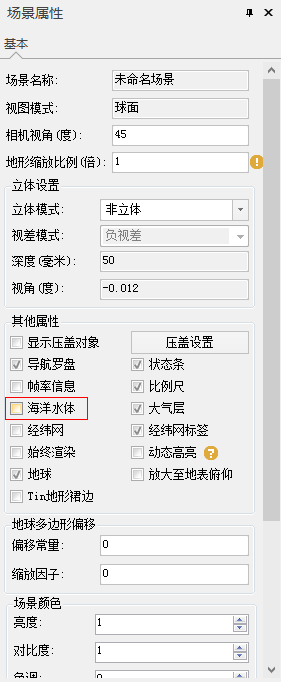 场景属性
基本
场景名称: 未命名场景
视图模式: 球面
相机视角(度): 45
地形缩放比例(倍): 1
立体设置
立体模式: 非立体
视差模式: 负视差
深度(毫米): 50
视角(度): -0.012
其他属性
显示压盖对象 压盖设置
导航罗盘 状态条
帧率信息 比例尺
海洋水体 大气层
经纬网 经纬网标签
始终渲染 动态高亮
地球 放大至地表俯仰
Tin地形裙边
地球多边形偏移
偏移常量: 0
缩放因子: 0
场景颜色
亮度: 1
对比度: 1
色调: 0